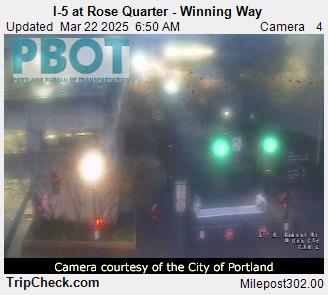 I-5 at Rose Quarter - Winning Way
Updated Mar 22 2025 6:50 AM Camera 4
PBOT
PORTLAND BUREAU OF TRANSPORTATION
Camera courtesy of the City of Portland
TripCheck.com Milepost302.00